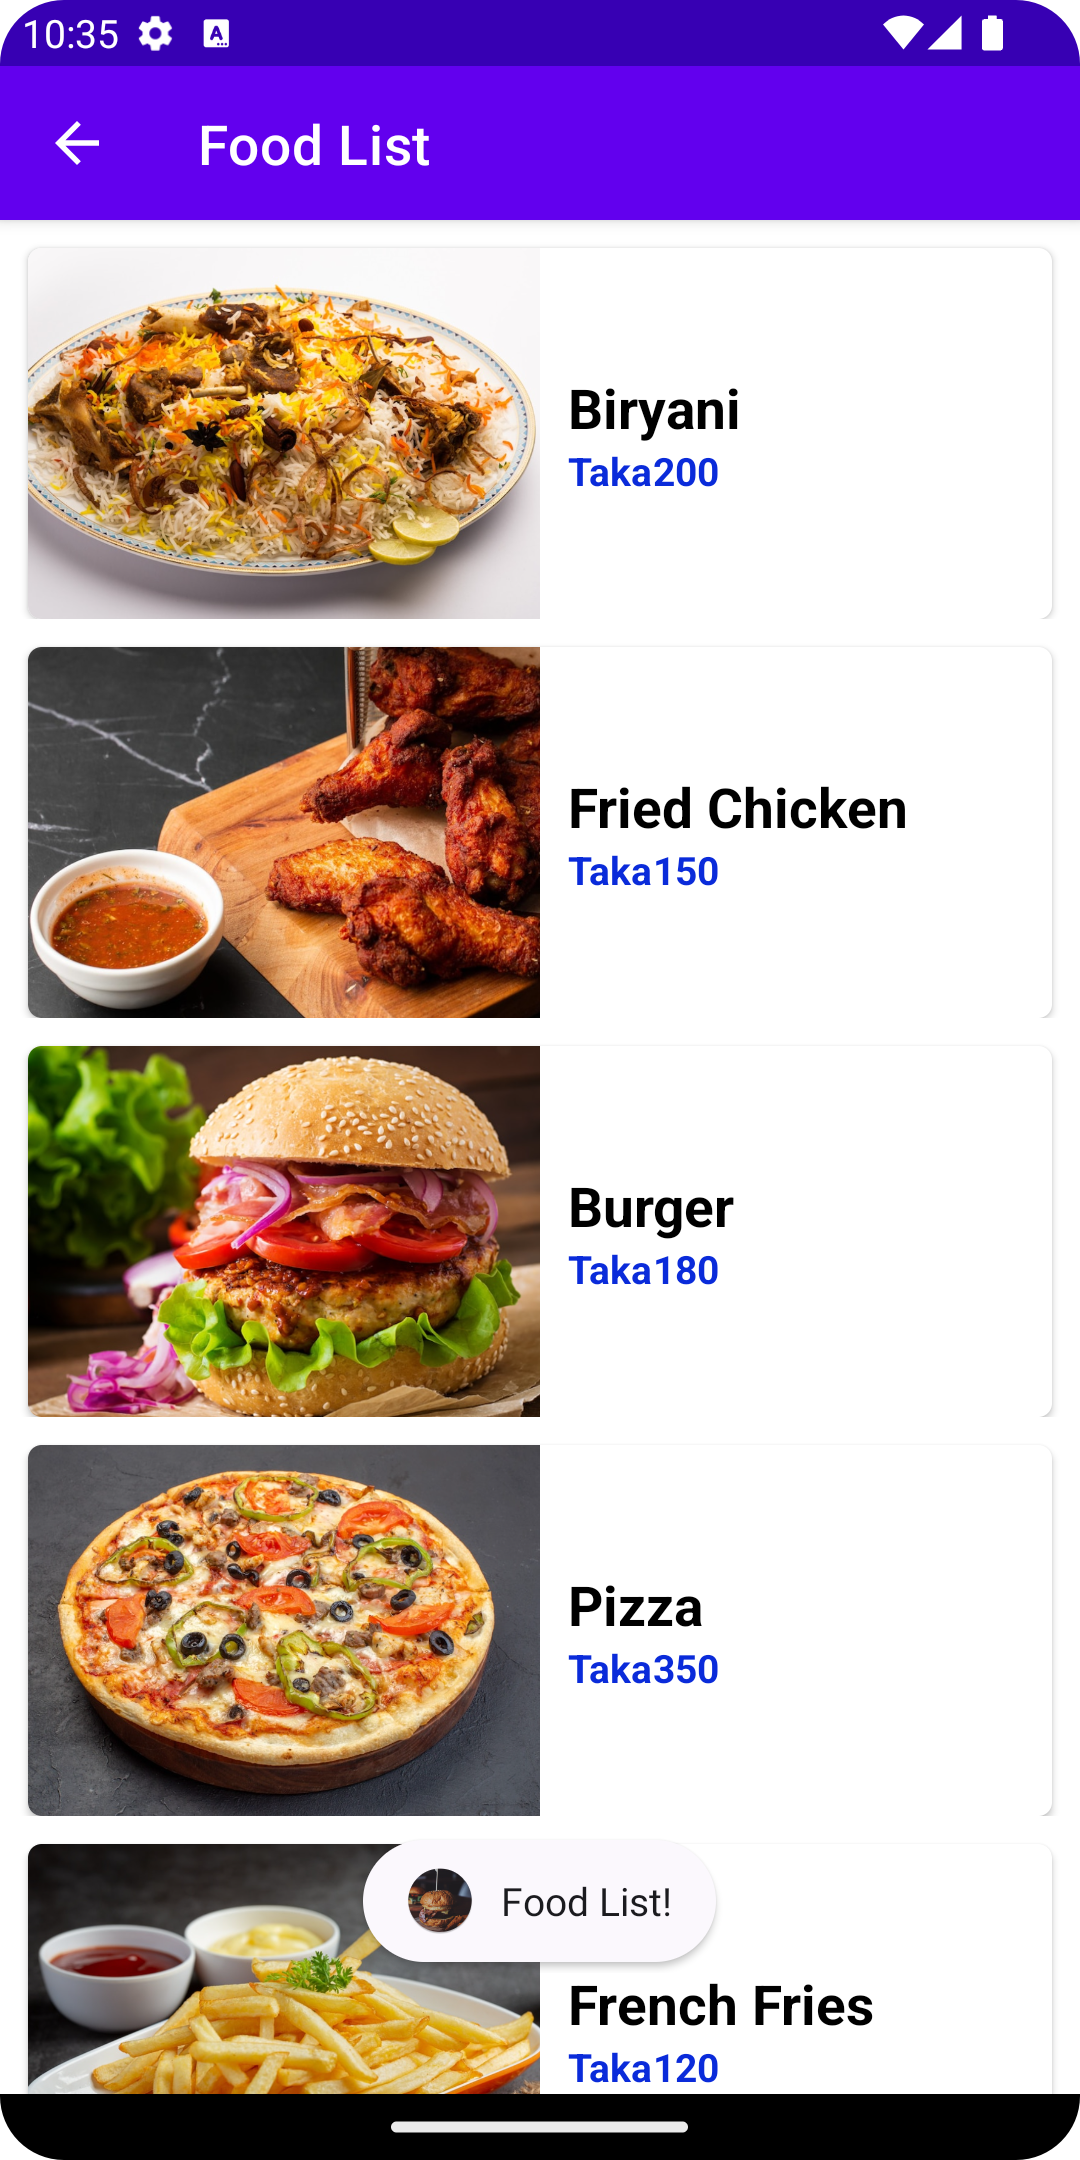 10:35
Food List
Biryani
Taka200
Fried Chicken
Taka150
Burger
Taka180
Pizza
Taka350
Food List!
French Fries
Taka120